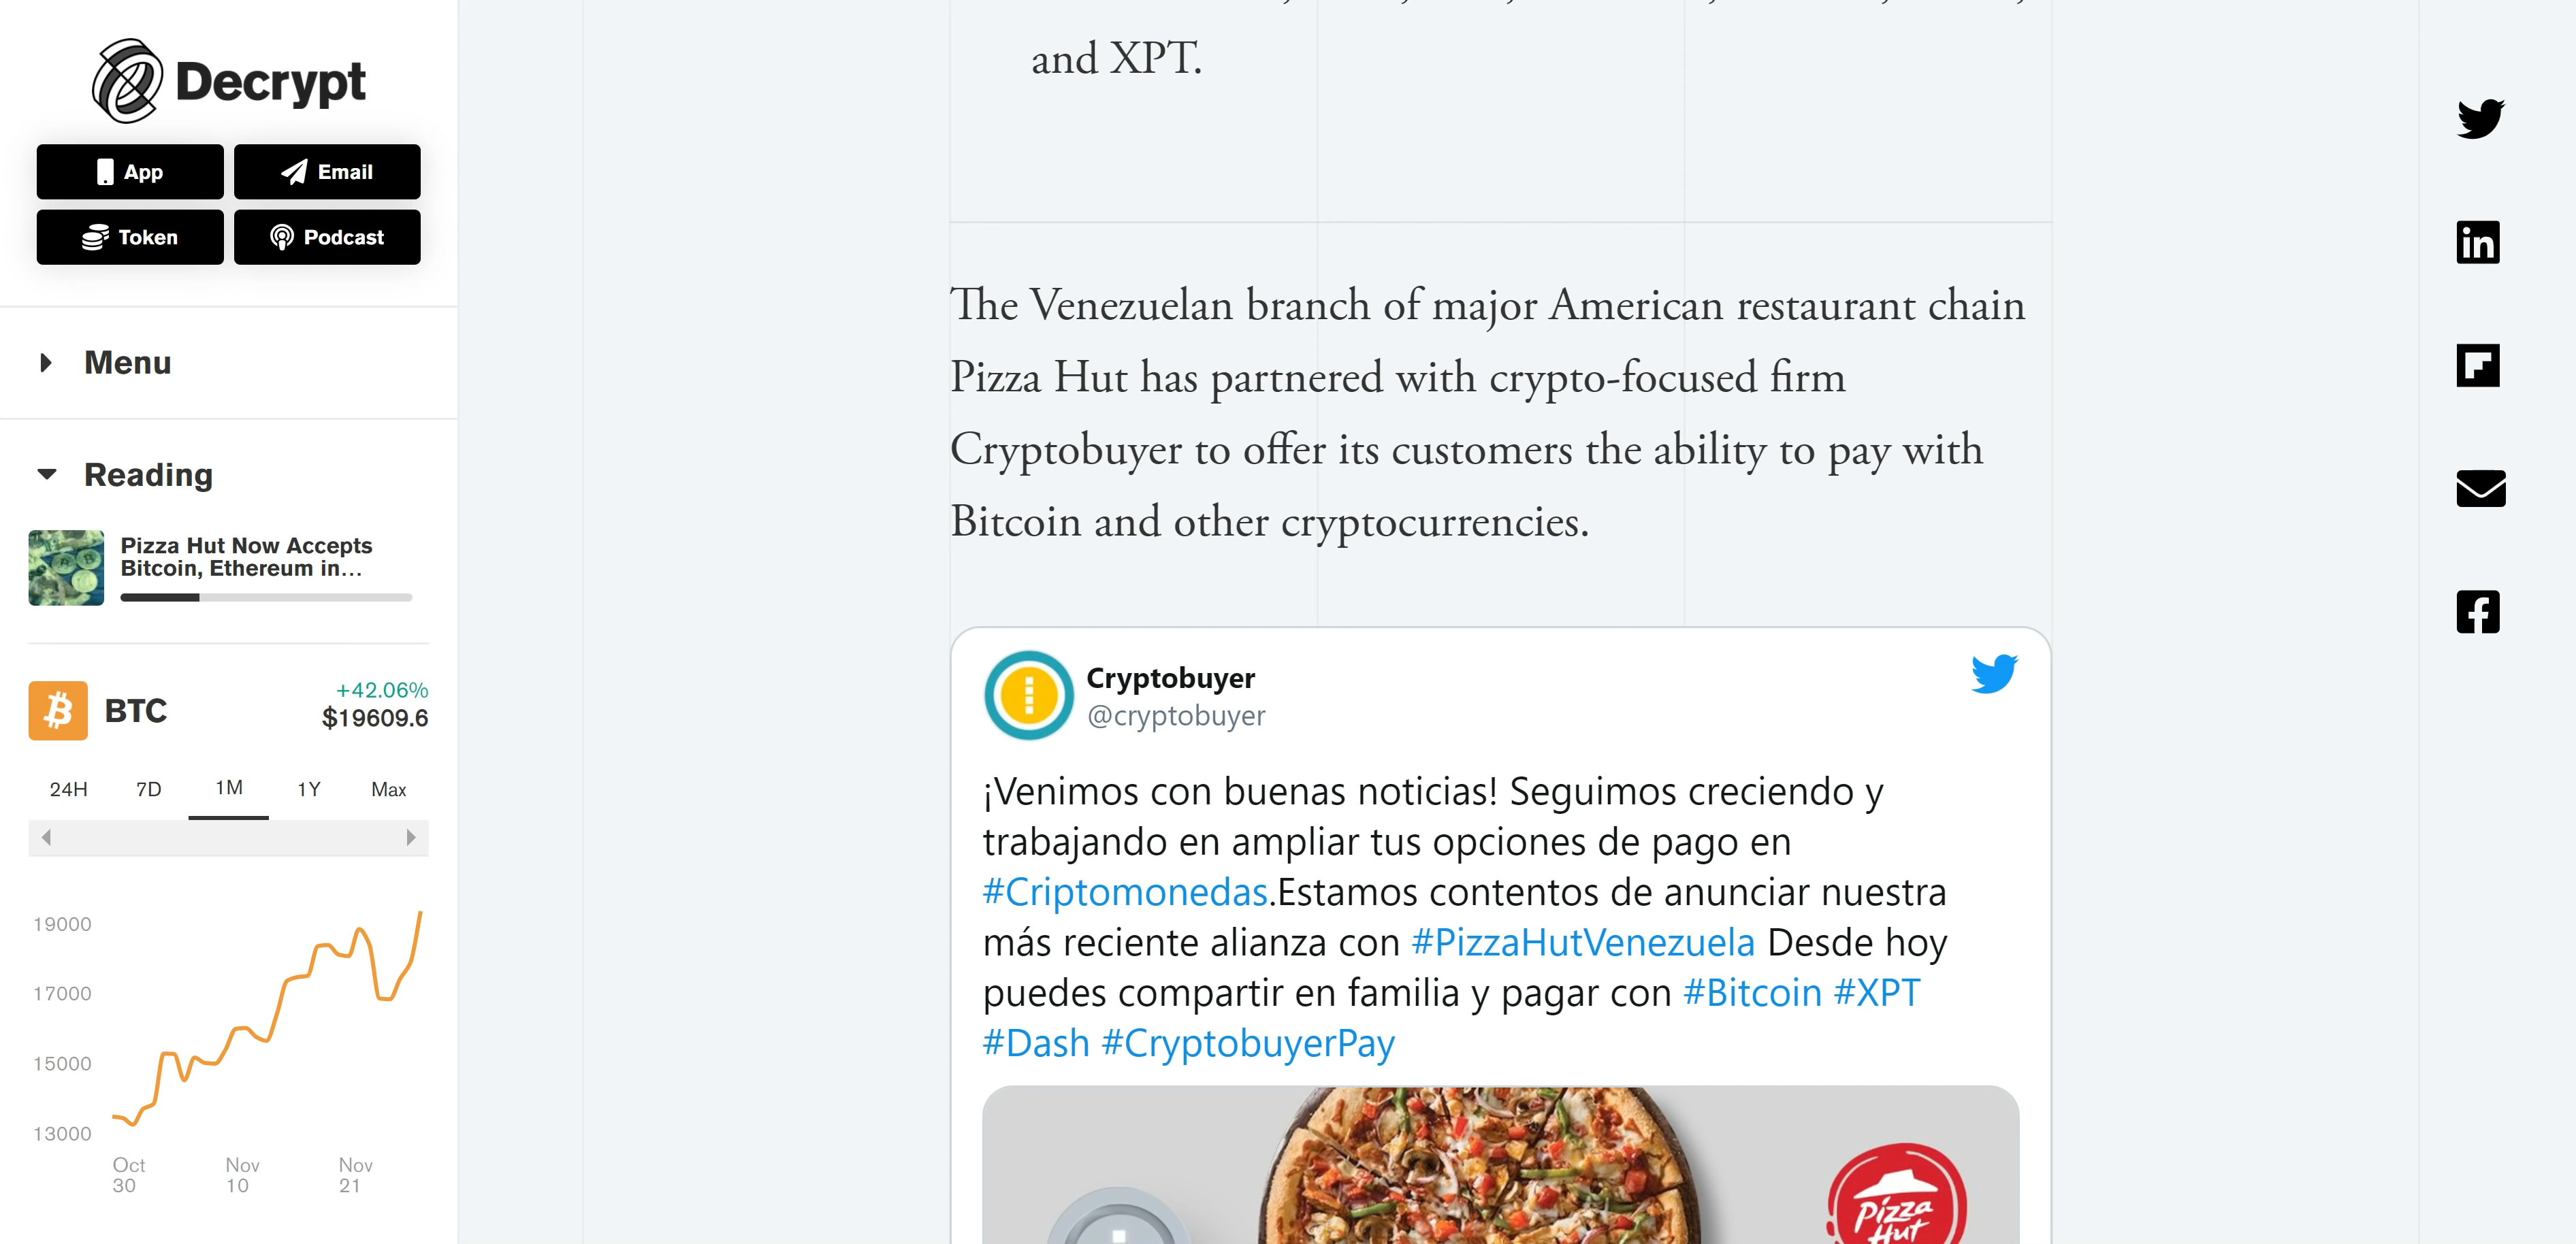 Decrypt
App
Email
Token
Podcast
Menu
Reading
Pizza Hut Now Accepts
Bitcoin, Ethereum in...
BTC
+42.06%
$19609.6
24H 7D 1M 1Y Max
19000
17000
15000
13000
Oct 30
Nov 10
Nov 21
and XPT.
The Venezuelan branch of major American restaurant chain
Pizza Hut has partnered with crypto-focused firm
Cryptobuyer to offer its customers the ability to pay with
Bitcoin and other cryptocurrencies.
Cryptobuyer
@cryptobuyer
¡Venimos con buenas noticias! Seguimos creciendo y
trabajando en ampliar tus opciones de pago en
#Criptomonedas.Estamos contentos de anunciar nuestra
más reciente alianza con #PizzaHutVenezuela Desde hoy
puedes compartir en familia y pagar con #Bitcoin #XPT
#Dash #CryptobuyerPay
Pizza
Hut